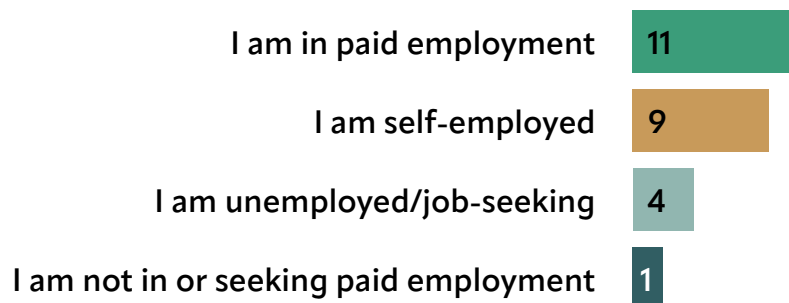 I am in paid employment 11
I am self-employed 9
I am unemployed/job-seeking 4
I am not in or seeking paid employment 1